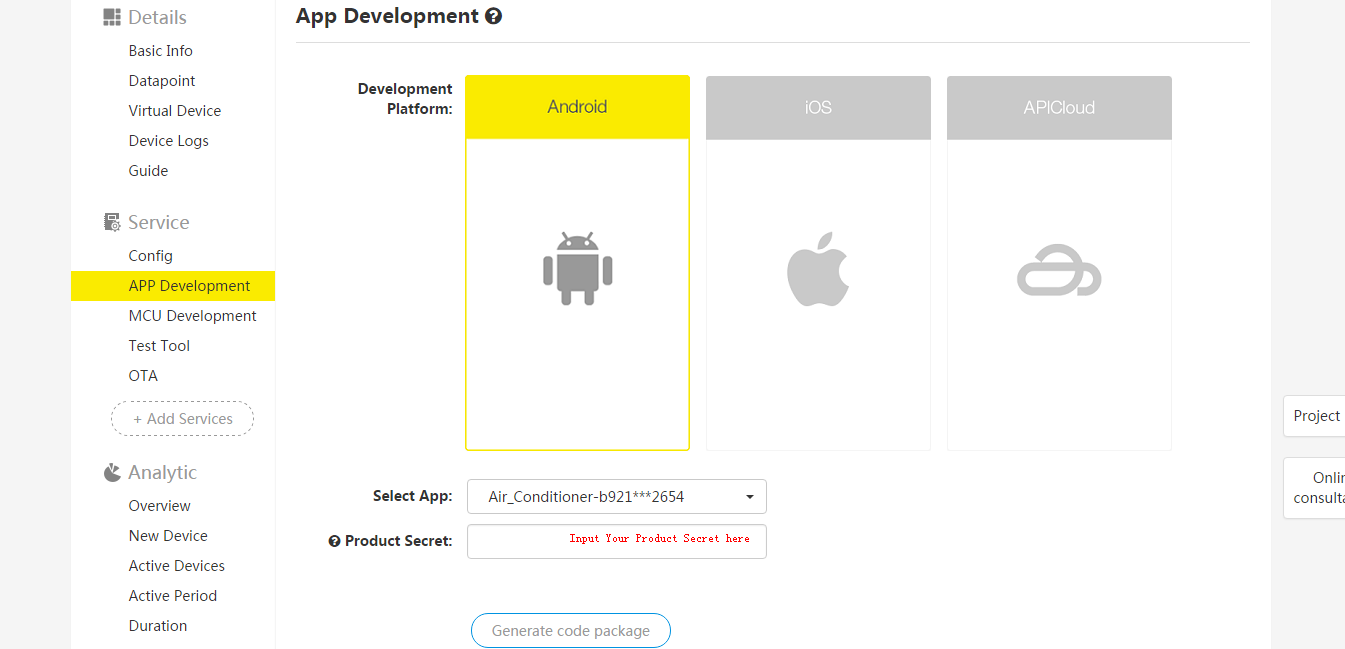 Details
Basic Info
Datapoint
Virtual Device
Device Logs
Guide
Service
Config
APP Development
MCU Development
Test Tool
OTA
+ Add Services
Analytic
Overview
New Device
Active Devices
Active Period
Duration
App Development ?
Development
Platform:
Android
iOS
APICloud
Select App:
Air_Conditioner-b921***2654
? Product Secret:
Input Your Product Secret here
Generate code package
Project